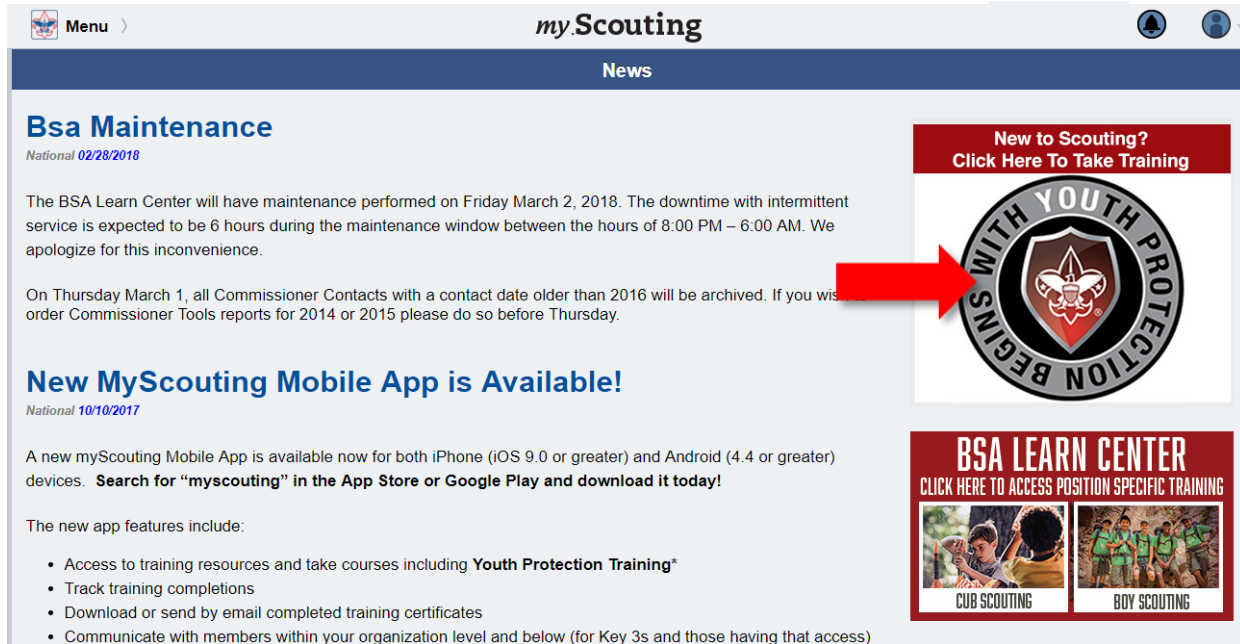 Menu
my.Scouting
News
Bsa Maintenance
National 02/28/2018
The BSA Learn Center will have maintenance performed on Friday March 2, 2018. The downtime with intermittent
service is expected to be 6 hours during the maintenance window between the hours of 8:00 PM – 6:00 AM. We
apologize for this inconvenience.
On Thursday March 1, all Commissioner Contacts with a contact date older than 2016 will be archived. If you wish to
order Commissioner Tools reports for 2014 or 2015 please do so before Thursday.
New MyScouting Mobile App is Available!
National 10/10/2017
A new myScouting Mobile App is available now for both iPhone (iOS 9.0 or greater) and Android (4.4 or greater)
devices. Search for “myscouting” in the App Store or Google Play and download it today!
The new app features include:
• Access to training resources and take courses including Youth Protection Training*
• Track training completions
• Download or send by email completed training certificates
• Communicate with members within your organization level and below (for Key 3s and those having that access)
New to Scouting?
Click Here To Take Training
WITH YOUTH PROTECTION BEGINS
®
BSA LEARN CENTER
CLICK HERE TO ACCESS POSITION SPECIFIC TRAINING
CUB SCOUTING
BOY SCOUTING